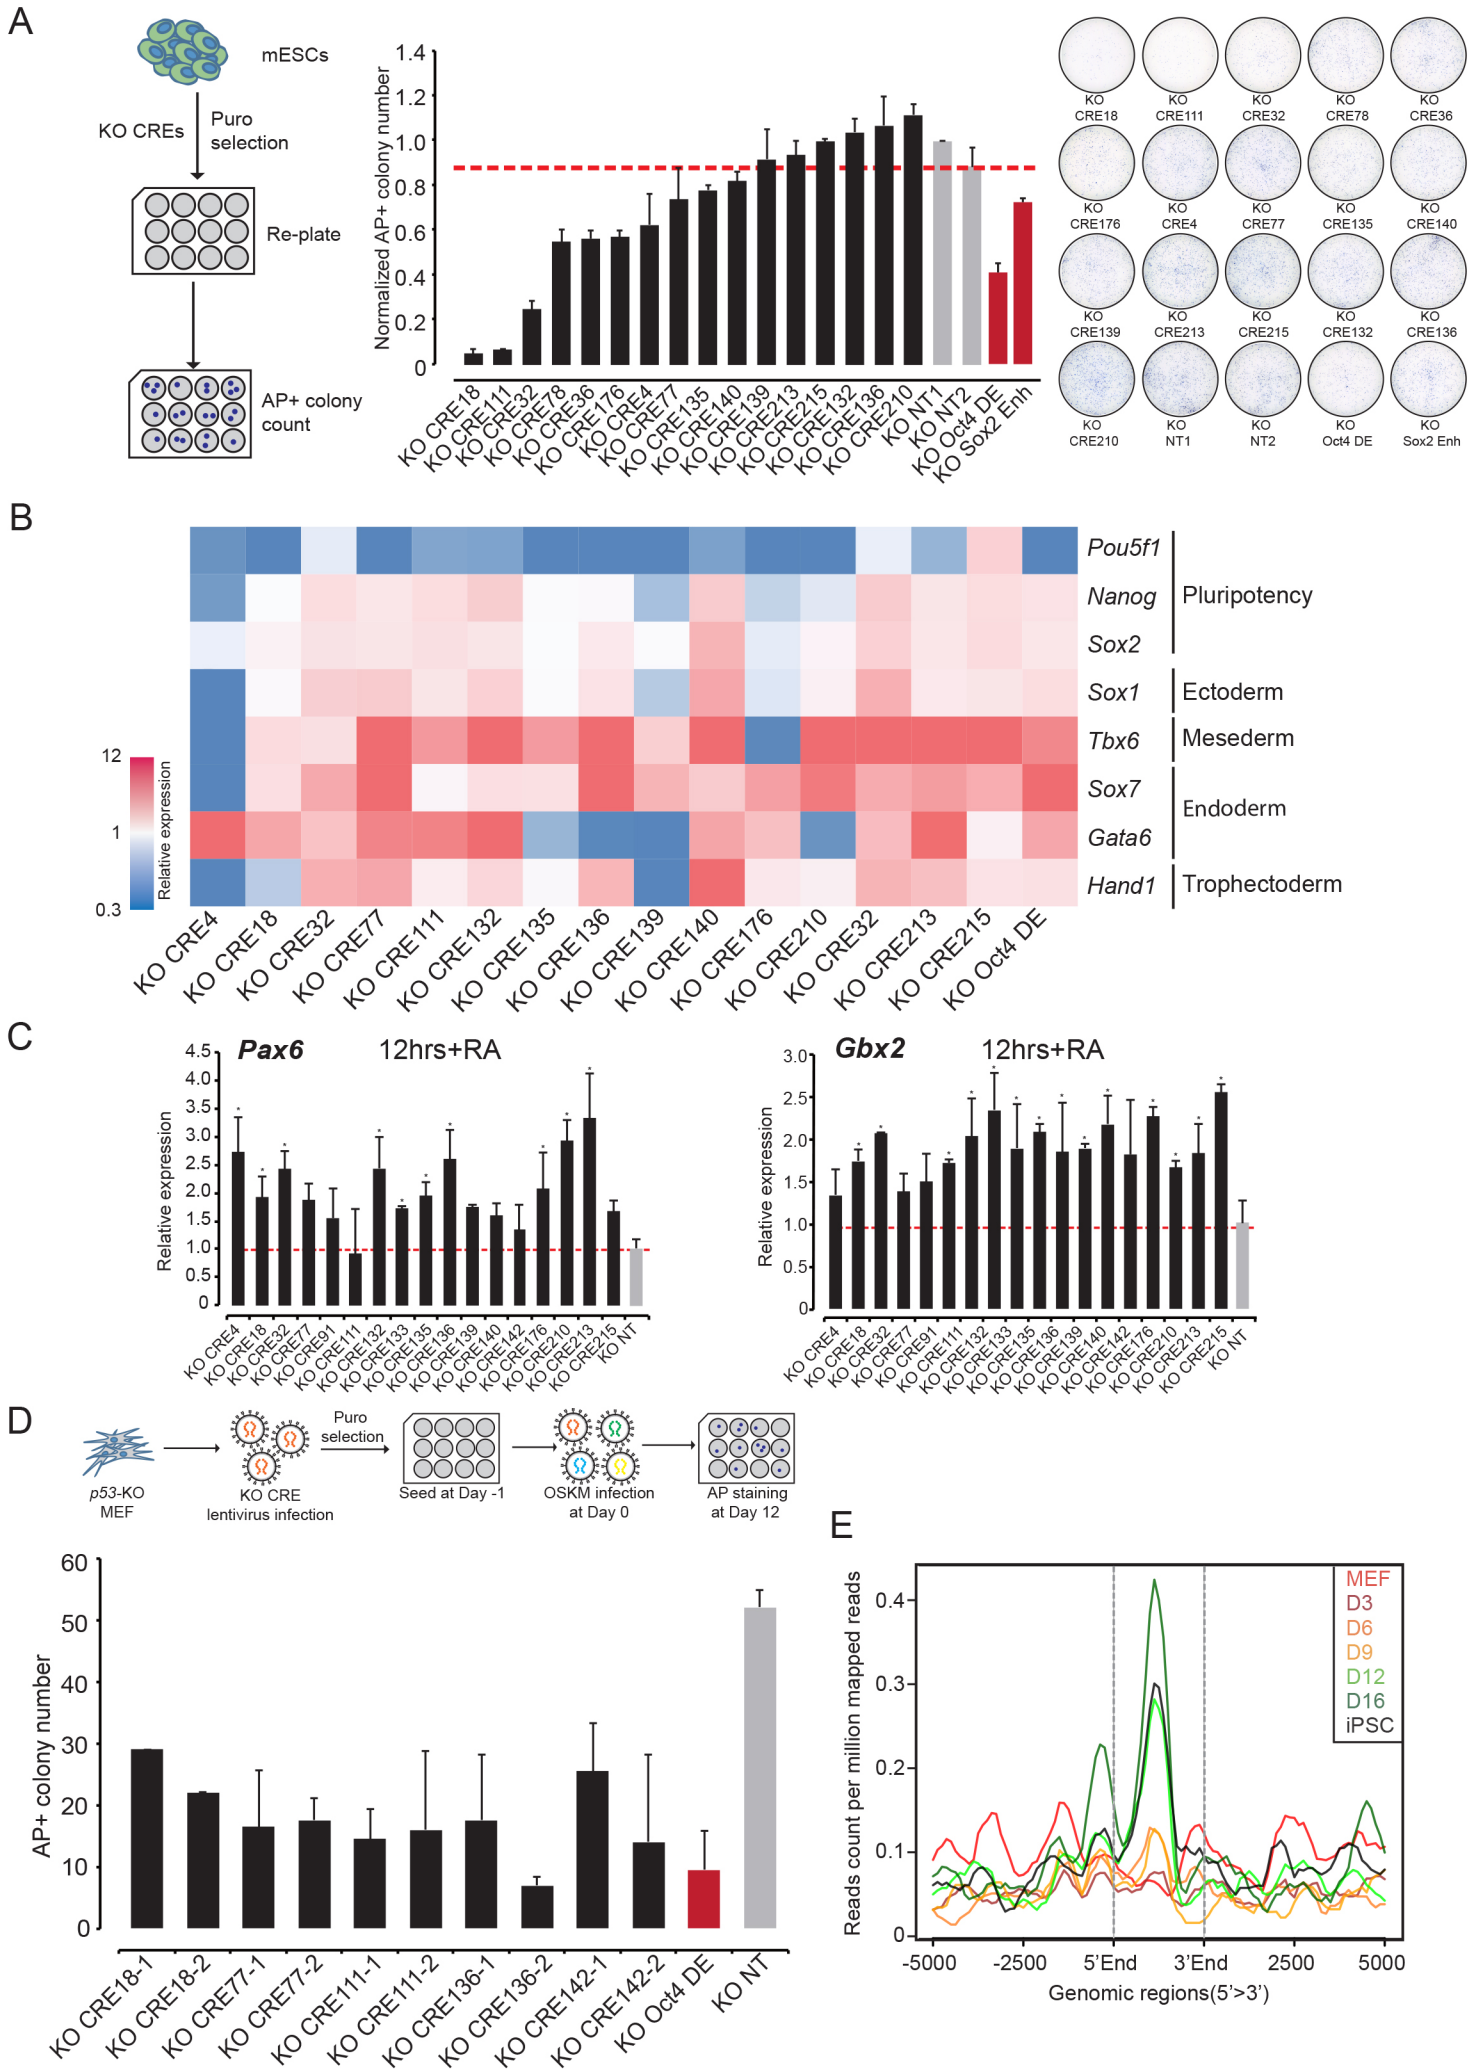 A
mESCs
KO CREs
Puro
selection
Re-plate
AP+ colony
count
Normalized AP+ colony number
1.4
1.2
1.0
0.8
0.6
0.4
0.2
0
KO CRE18
KO CRE111
KO CRE32
KO CRE78
KO CRE36
KO CRE176
KO CRE4
KO CRE77
KO CRE135
KO CRE140
KO CRE139
KO CRE213
KO CRE215
KO CRE132
KO CRE136
KO CRE210
KO NT1
KO NT2
KO Oct4 DE
KO Sox2 Enh
KO KO KO KO KO
CRE18 CRE111 CRE32 CRE78 CRE36
KO KO KO KO KO
CRE176 CRE4 CRE77 CRE135 CRE140
KO KO KO KO KO
CRE139 CRE213 CRE215 CRE132 CRE136
KO KO KO KO KO
CRE210 NT1 NT2 Oct4 DE Sox2 Enh
B
Pou5f1
Nanog
Pluripotency
Sox2
Sox1
Ectoderm
Tbx6
Mesederm
Sox7
Endoderm
Gata6
Hand1
Trophectoderm
12
1
0.3
Relative expression
KO CRE4
KO CRE18
KO CRE32
KO CRE77
KO CRE111
KO CRE132
KO CRE135
KO CRE136
KO CRE139
KO CRE140
KO CRE176
KO CRE210
KO CRE32
KO CRE213
KO CRE215
KO Oct4 DE
C
Pax6 12hrs+RA
Relative expression
4.5
4.0
3.5
3.0
2.5
2.0
1.5
1.0
0.5
0
KO CRE4
KO CRE18
KO CRE32
KO CRE77
KO CRE91
KO CRE111
KO CRE132
KO CRE133
KO CRE135
KO CRE136
KO CRE139
KO CRE140
KO CRE142
KO CRE176
KO CRE210
KO CRE213
KO CRE215
KO NT
Gbx2 12hrs+RA
Relative expression
3.0
2.5
2.0
1.5
1.0
0.5
0
KO CRE4
KO CRE18
KO CRE32
KO CRE77
KO CRE91
KO CRE111
KO CRE132
KO CRE133
KO CRE135
KO CRE136
KO CRE139
KO CRE140
KO CRE142
KO CRE176
KO CRE210
KO CRE213
KO CRE215
KO NT
D
p53-KO
MEF
KO CRE
lentivirus infection
Puro
selection
Seed at Day -1
OSKM infection
at Day 0
AP staining
at Day 12
AP+ colony number
60
50
40
30
20
10
0
KO CRE18-1
KO CRE18-2
KO CRE77-1
KO CRE77-2
KO CRE111-1
KO CRE111-2
KO CRE136-1
KO CRE136-2
KO CRE142-1
KO CRE142-2
KO Oct4 DE
KO NT
E
Reads count per million mapped reads
0.4
0.3
0.2
0.1
0
MEF
D3
D6
D9
D12
D16
iPSC
-5000 -2500 5'End 3'End 2500 5000
Genomic regions(5'>3')